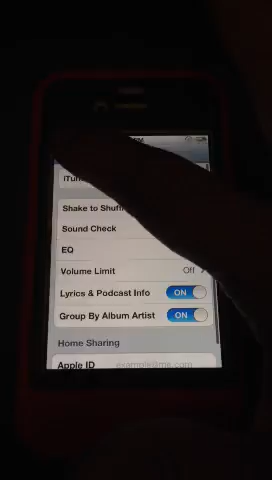 iTun
Shake to Shuffl
Sound Check
EQ
Volume Limit Off
Lyrics & Podcast Info ON
Group By Album Artist ON
Home Sharing
Apple ID example@me.com